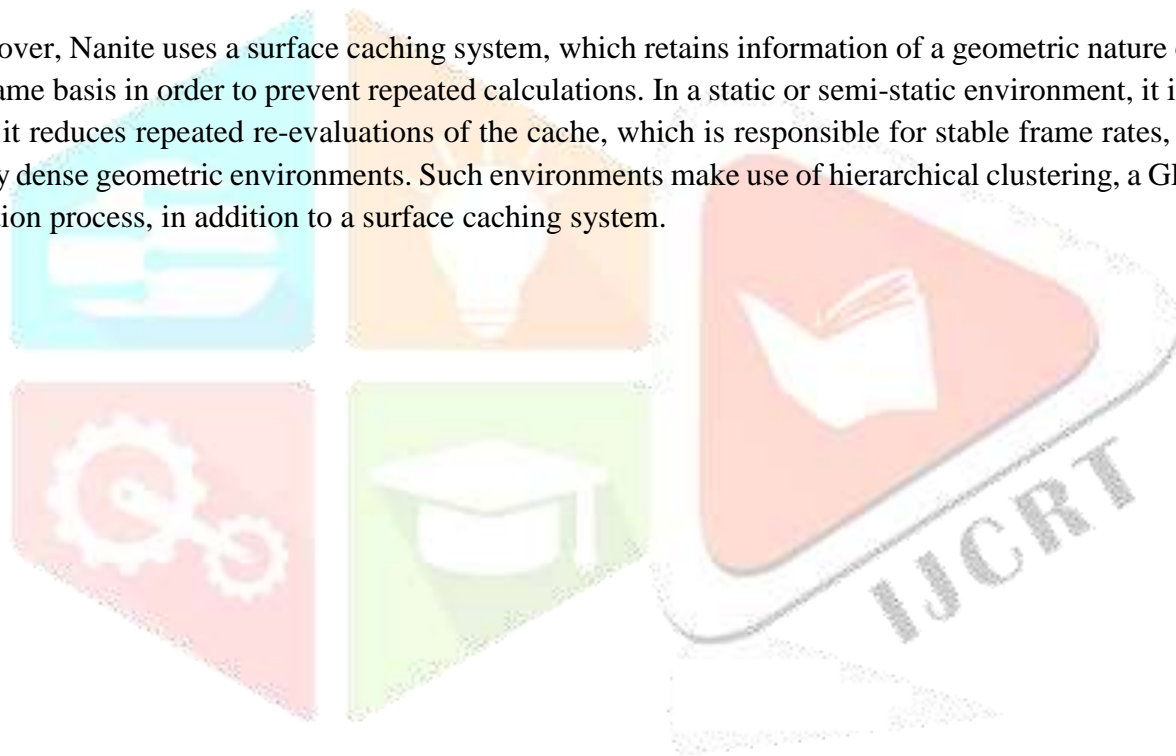 over, Nanite uses a surface caching system, which retains information of a geometric nature
ame basis in order to prevent repeated calculations. In a static or semi-static environment, it i
it reduces repeated re-evaluations of the cache, which is responsible for stable frame rates,
y dense geometric environments. Such environments make use of hierarchical clustering, a G
tion process, in addition to a surface caching system.
IJCRT